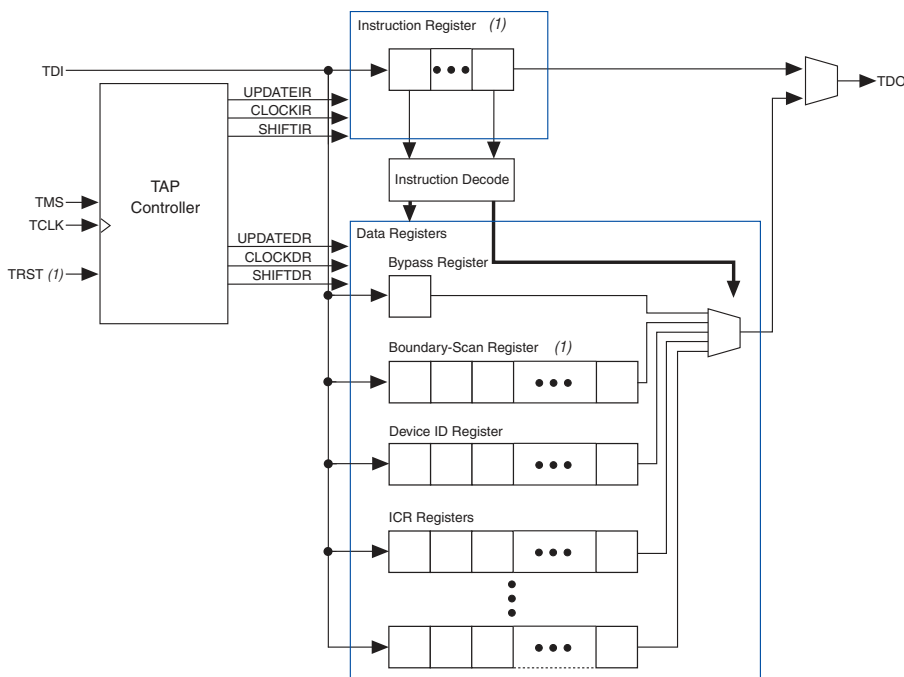 Instruction Register (1)
TDI
TDO
UPDATEIR
CLOCKIR
SHIFTIR
TAP
Controller
Instruction Decode
TMS
TCLK
TRST (1)
UPDATEDR
CLOCKDR
SHIFTDR
Data Registers
Bypass Register
Boundary-Scan Register (1)
Device ID Register
ICR Registers